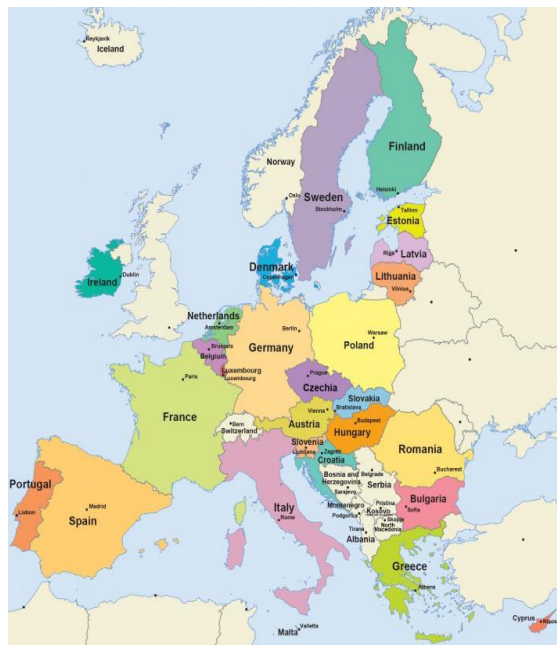 Reykjavik
Iceland
Norway
Finland
Oslo
Sweden
Stockholm
Helsinki
Tallinn
Estonia
Riga
Latvia
Lithuania
Vilnius
Denmark
Copenhagen
Ireland
Dublin
Netherlands
Amsterdam
Berlin
Germany
Warsaw
Poland
Brussels
Belgium
Luxembourg
Luxembourg
Prague
Czechia
Paris
France
Slovakia
Bratislava
Vienna
Austria
Budapest
Hungary
Bern
Switzerland
Slovenia
Ljubljana
Zagreb
Croatia
Romania
Bucharest
Bosnia and
Herzegovina
Sarajevo
Belgrade
Serbia
Montenegro
Podgorica
Pristina
Kosovo
Bulgaria
Sofia
Skopje
North
Macedonia
Tirana
Albania
Portugal
Lisbon
Madrid
Spain
Italy
Rome
Greece
Athens
Valletta
Malta
Cyprus